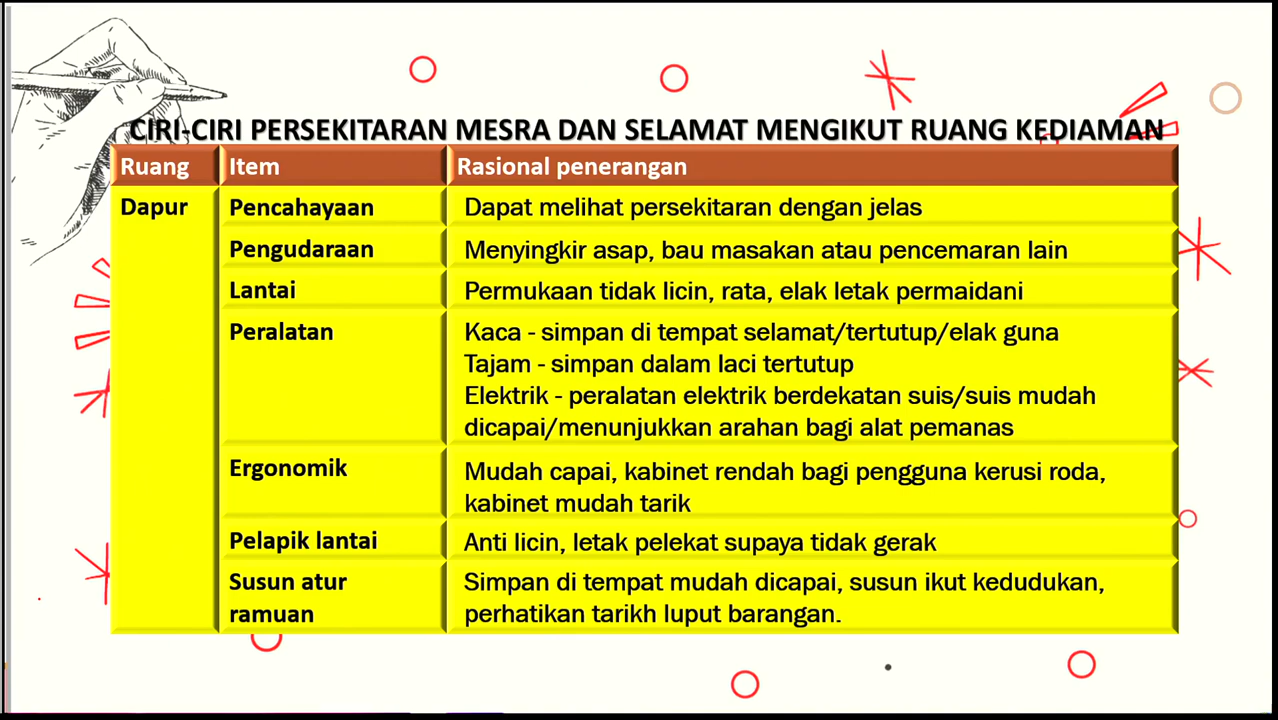 CIRI-CIRI PERSEKITARAN MESRA DAN SELAMAT MENGIKUT RUANG KEDIAMAN
Ruang Item Rasional penerangan
Dapur Pencahayaan Dapat melihat persekitaran dengan jelas
Pengudaraan Menyingkir asap, bau masakan atau pencemaran lain
Lantai Permukaan tidak licin, rata, elak letak permaidani
Peralatan Kaca - simpan di tempat selamat/tertutup/elak guna
Tajam - simpan dalam laci tertutup
Elektrik - peralatan elektrik berdekatan suis/suis mudah
dicapai/menunjukkan arahan bagi alat pemanas
Ergonomik Mudah capai, kabinet rendah bagi pengguna kerusi roda,
kabinet mudah tarik
Pelapik lantai Anti licin, letak pelekat supaya tidak gerak
Susun atur Simpan di tempat mudah dicapai, susun ikut kedudukan,
ramuan perhatikan tarikh luput barangan.